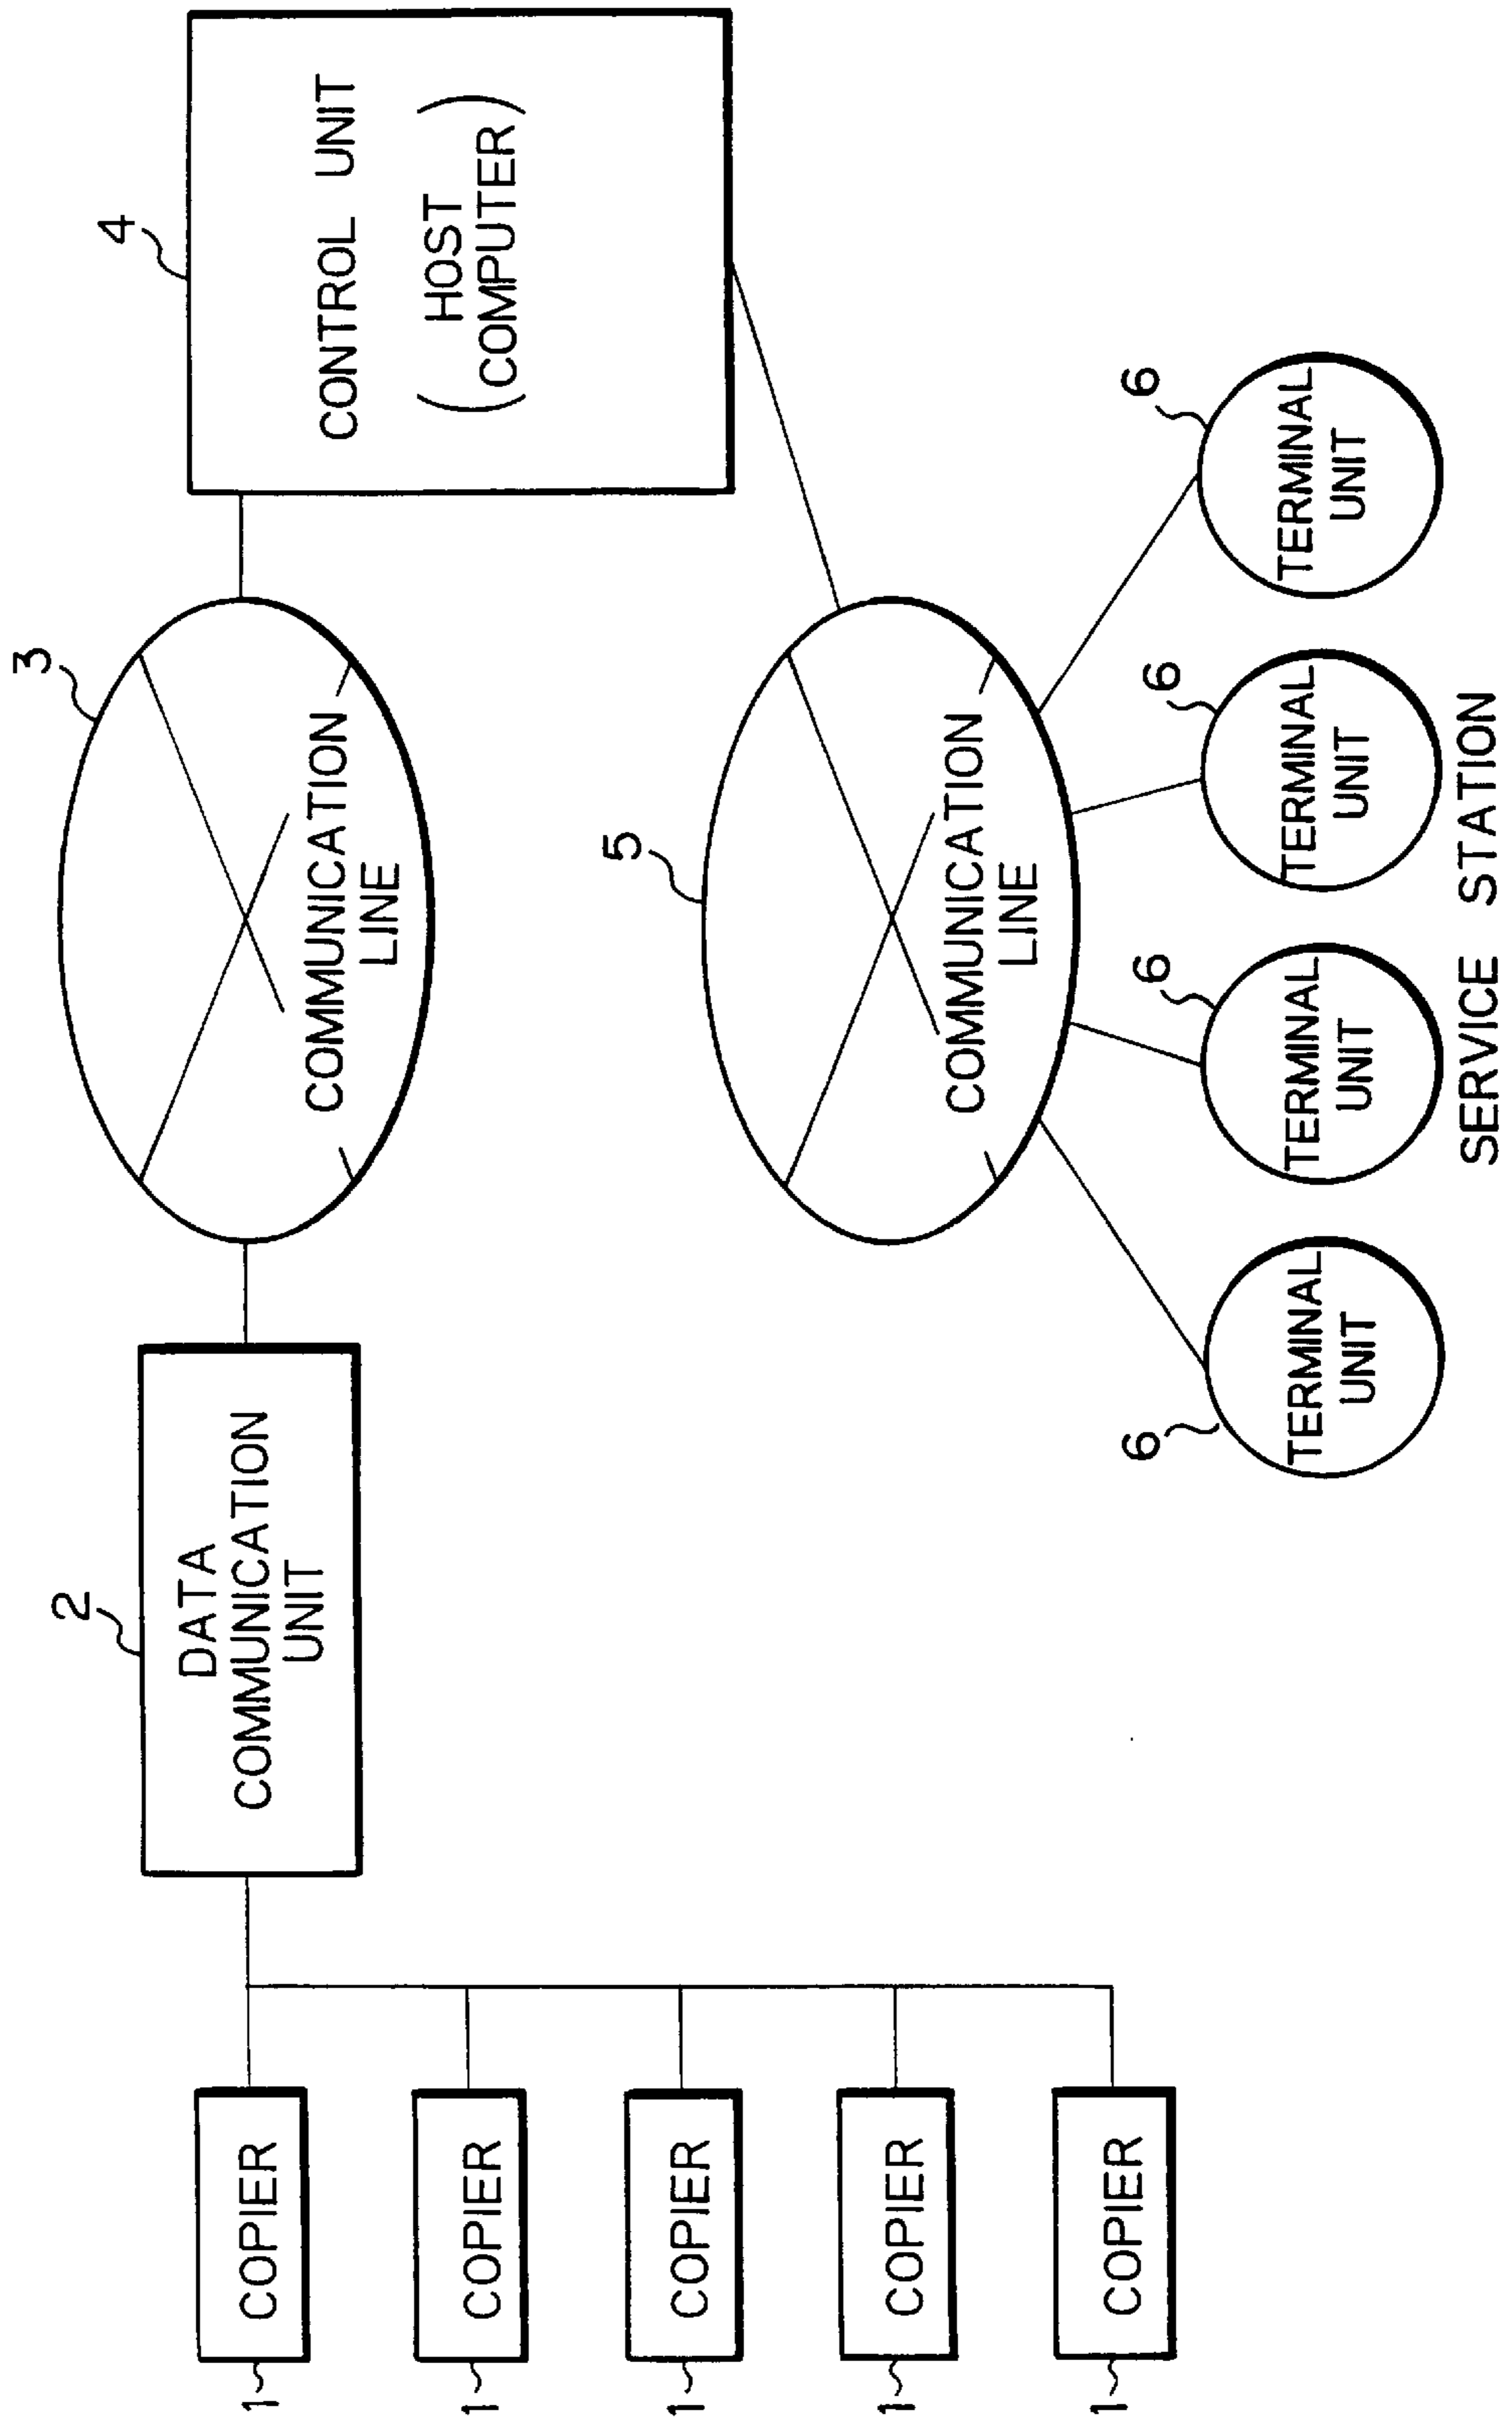 3
4
2
COPIER
1
DATA
COMMUNICATION
UNIT
COMMUNICATION
LINE
CONTROL UNIT
(HOST
COMPUTER)
COPIER
1
COPIER
1
5
COPIER
1
COMMUNICATION
LINE
COPIER
1
6
TERMINAL
UNIT
6
TERMINAL
UNIT
6
TERMINAL
UNIT
6
TERMINAL
UNIT
SERVICE STATION